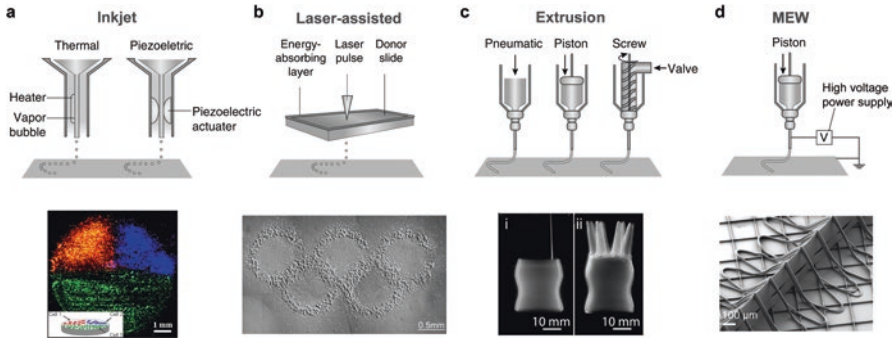 a
Inkjet
Thermal
Piezoeletric
Heater
Vapor
bubble
Piezoelectric
actuater
1 mm
b
Laser-assisted
Energy-
absorbing
layer
Laser
pulse
Donor
slide
0.5mm
c
Extrusion
Pneumatic
Piston
Screw
Valve
i
10 mm
ii
10 mm
d
MEW
Piston
High voltage
power supply
V
100 μm